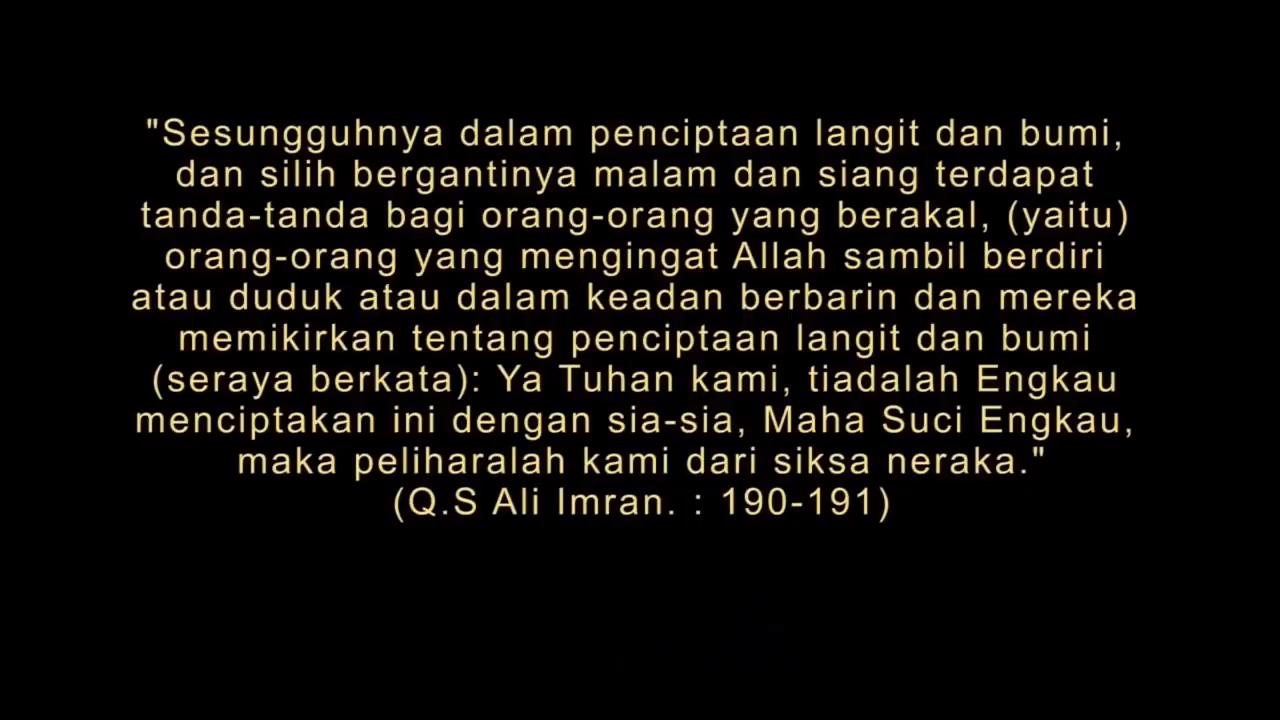 "Sesungguhnya dalam penciptaan langit dan bumi,
dan silih bergantinya malam dan siang terdapat
tanda-tanda bagi orang-orang yang berakal, (yaitu)
orang-orang yang mengingat Allah sambil berdiri
atau duduk atau dalam keadan berbarin dan mereka
memikirkan tentang penciptaan langit dan bumi
(seraya berkata): Ya Tuhan kami, tiadalah Engkau
menciptakan ini dengan sia-sia, Maha Suci Engkau,
maka peliharalah kami dari siksa neraka."
(Q.S Ali Imran. : 190-191)